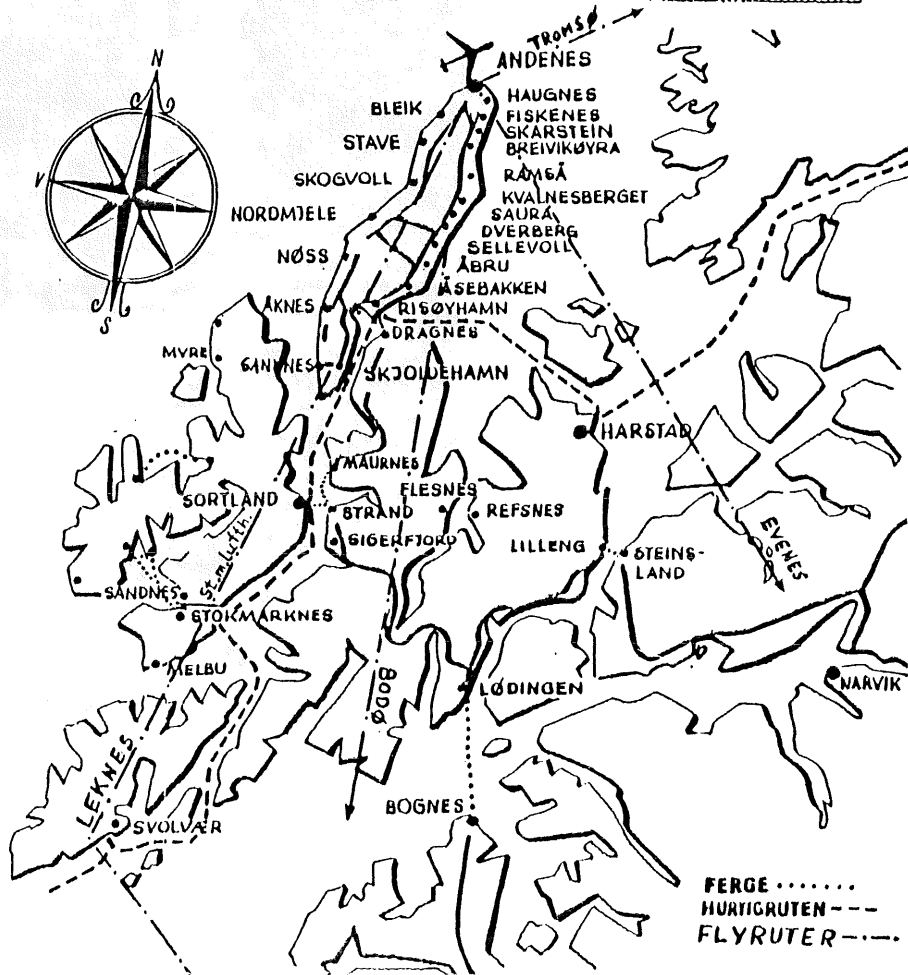 TROMSØ.
N
V
S
ANDENES
HAUGNES
BLEIK
FISKENES
SKARSTEIN
STAVE
BREIVIKØYRA
RAMSÅ
SKOGVOLL
KVALNESBERGET
SAURA
NORDMJELE
DVERBERG
SELLEVOLL
NØSS
ÅBRU
ÅSEBAKKEN
ÅKNES
RISØYHAMN
DRAGNES
MYRE
SANDNES
SKJOLDEHAMN
HARSTAD
MAURNES
FLESNES
SORTLAND
STRAND
REFSNES
SIGERFJORD
LILLENG
STEINS-
LAND
EVENES
St.m.lufth.
SANDNES
STOKMARKNES
MELBU
BODØ
LØDINGEN
NARVIK
LEKNES
BOGNES
SVOLVÆR
FERGE .......
HURTIGRUTEN ---
FLYRUTER —·—·—